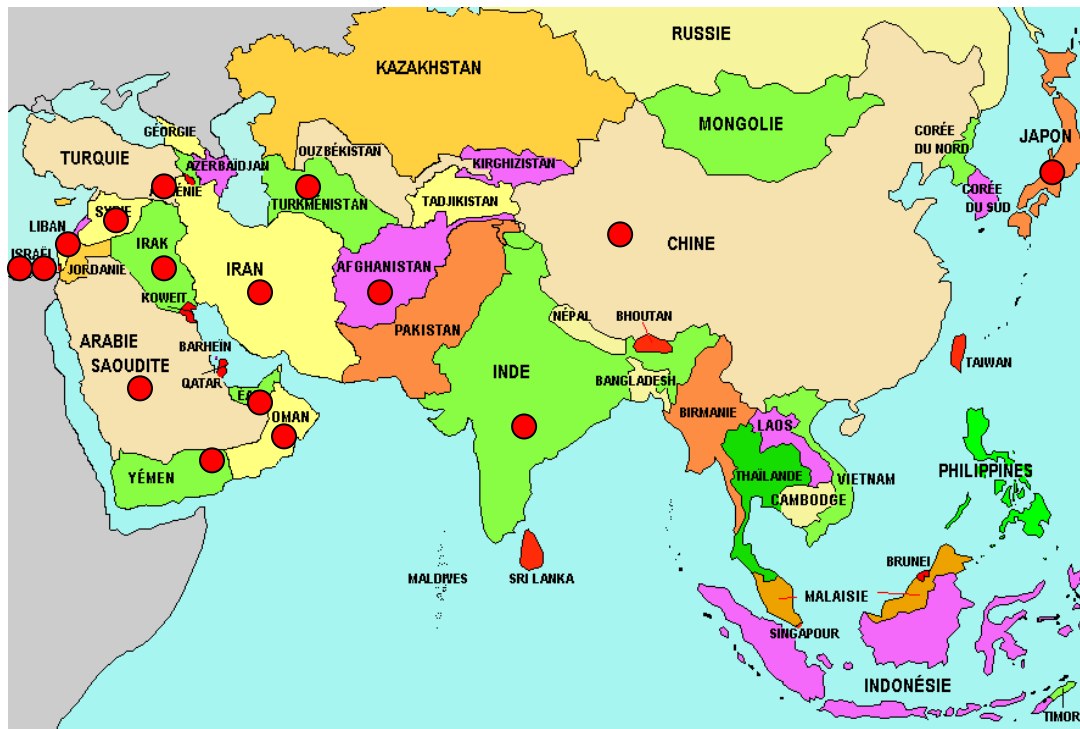 RUSSIE
KAZAKHSTAN
MONGOLIE
GÉORGIE
CORÉE
DU NORD
JAPON
TURQUIE
OUZBÉKISTAN
AZERBAÏDJAN
KIRGHIZISTAN
CORÉE
DU SUD
TADJIKISTAN
TURKMÉNISTAN
LIBAN
IRAK
CHINE
ISRAËL
JORDANIE
IRAN
AFGHANISTAN
KOWEIT
NÉPAL
BHOUTAN
PAKISTAN
ARABIE
SAOUDITE
BARHEÏN
QATAR
TAIWAN
INDE
BANGLADESH
BIRMANIE
OMAN
LAOS
YÉMEN
THAÏLANDE
VIETNAM
PHILIPPINES
CAMBODGE
BRUNEI
MALDIVES
SRI LANKA
MALAISIE
SINGAPOUR
INDONÉSIE
TIMOR